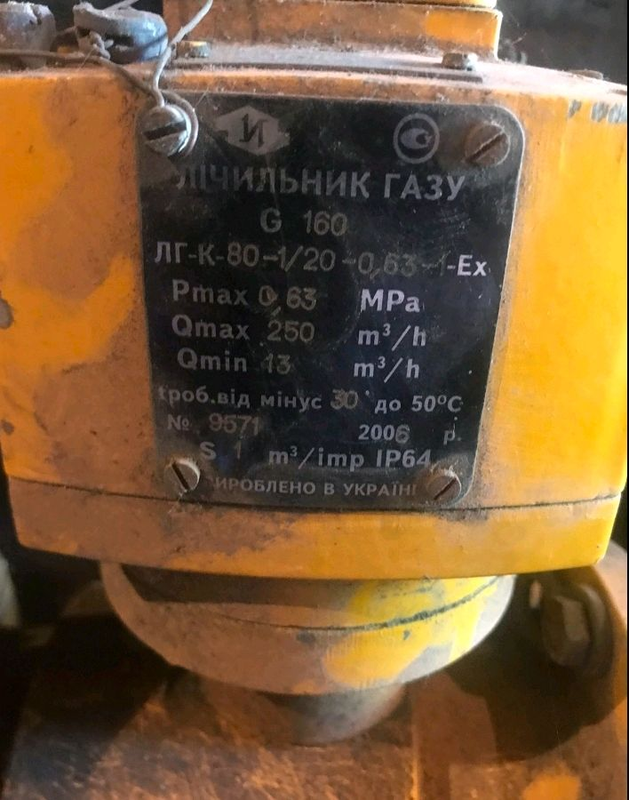 ЛІЧИЛЬНИК ГАЗУ
G 160
ЛГ-К-80-1/20-0,63-1-Ex
Pmax 0,63 MPa
Qmax 250 m³/h
Qmin 13 m³/h
tроб.від мінус 30 до 50°С
№ 9571 2006 р.
S 1 m³/imp IP64
ВИРОБЛЕНО В УКРАЇНІ